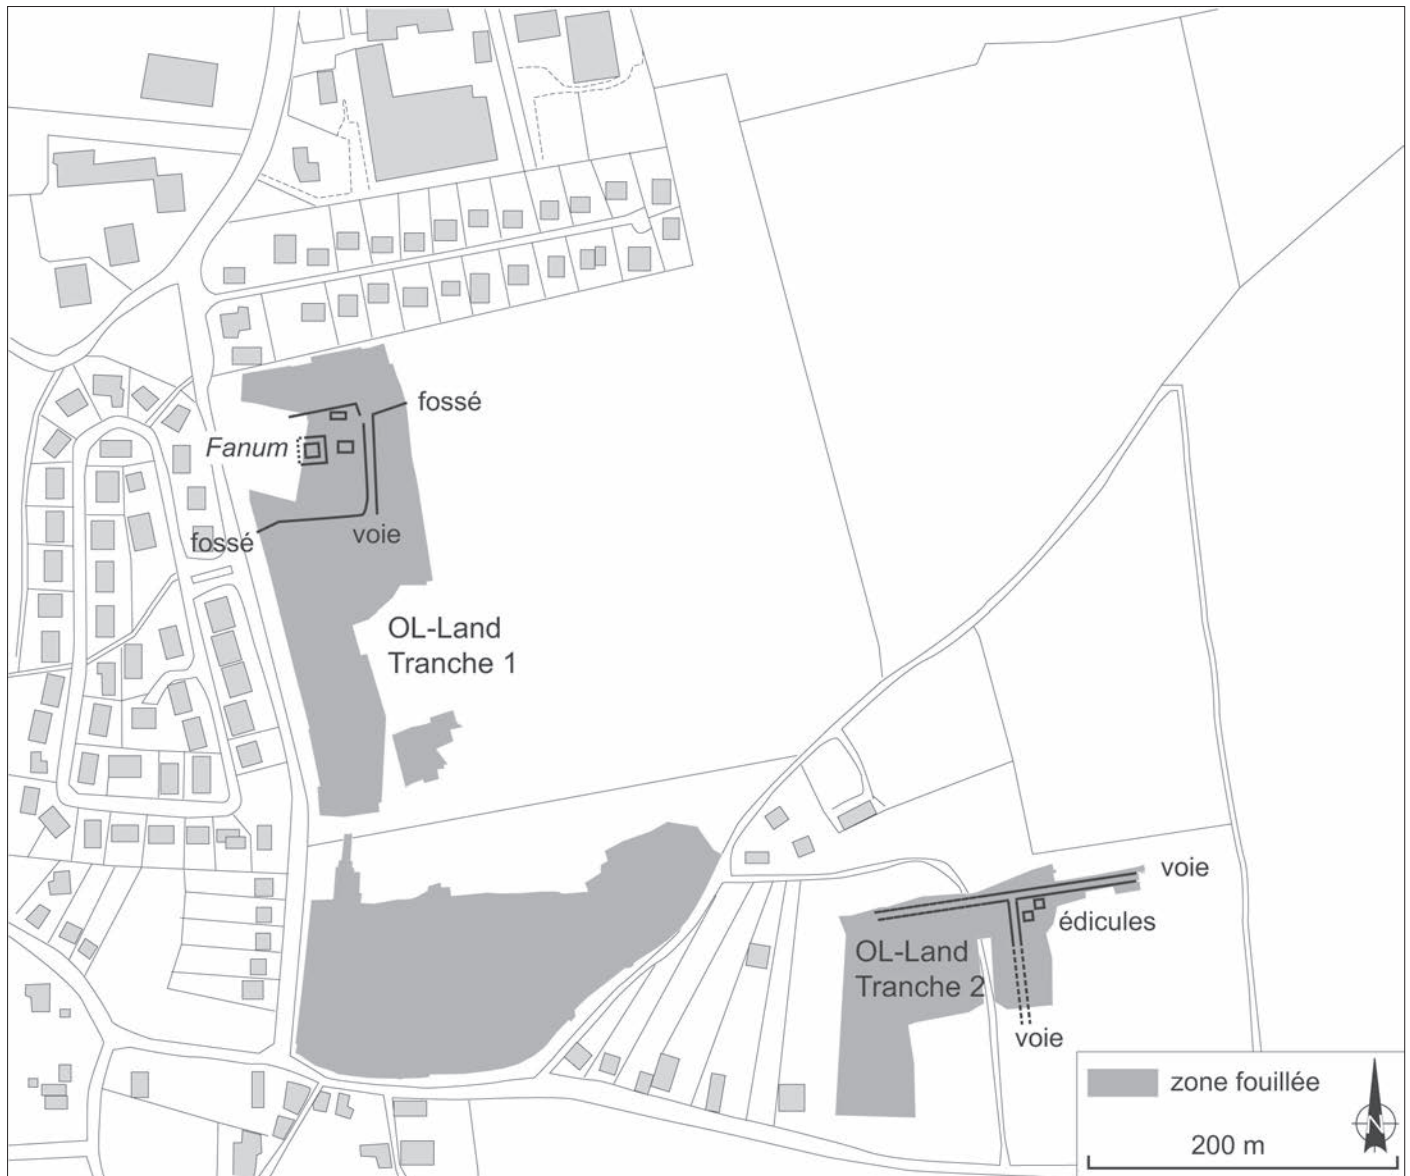 fossé
Fanum
fossé
voie
OL-Land
Tranche 1
voie
édicules
OL-Land
Tranche 2
voie
zone fouillée
N
200 m